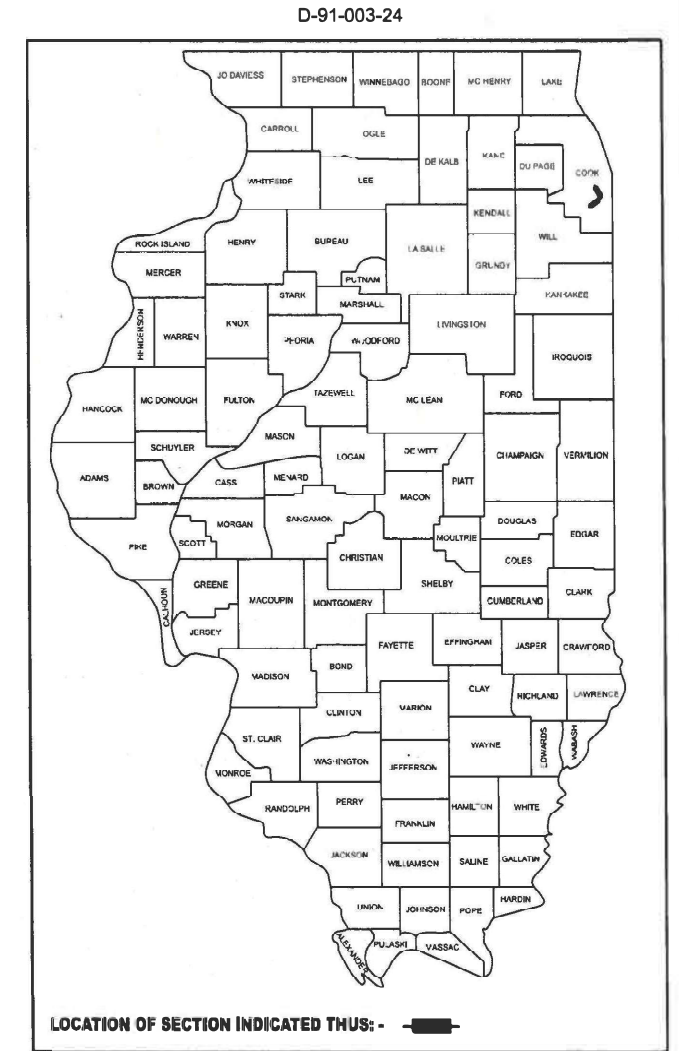 D-91-003-24
JO DAVIESS STEPHENSON WINNEBAGO BOONE MC HENRY LAKE
CARROLL OGLE DE KALB KANE DU PAGE COOK
WHITESIDE LEE
KENDALL
ROCK ISLAND HENRY BUREAU LA SALLE WILL
GRUNDY
MERCER PUTNAM
STARK MARSHALL KANKAKEE
HENDERSON WARREN KNOX PEORIA WOODFORD LIVINGSTON
IROQUOIS
HANCOCK MC DONOUGH FULTON TAZEWELL MC LEAN FORD
MASON
SCHUYLER LOGAN DE WITT CHAMPAIGN VERMILION
ADAMS BROWN CASS MENARD PIATT
MACON
PIKE SCOTT MORGAN SANGAMON DOUGLAS EDGAR
MOULTRIE
CHRISTIAN COLES
CALHOUN GREENE MACOUPIN MONTGOMERY SHELBY CUMBERLAND CLARK
JERSEY FAYETTE EFFINGHAM JASPER CRAWFORD
MADISON BOND
CLAY RICHLAND LAWRENCE
CLINTON MARION
ST. CLAIR WAYNE EDWARDS WABASH
MONROE WASHINGTON JEFFERSON
RANDOLPH PERRY HAMILTON WHITE
FRANKLIN
JACKSON WILLIAMSON SALINE GALLATIN
UNION JOHNSON POPE HARDIN
ALEXANDER PULASKI VASSAC
LOCATION OF SECTION INDICATED THUS: -